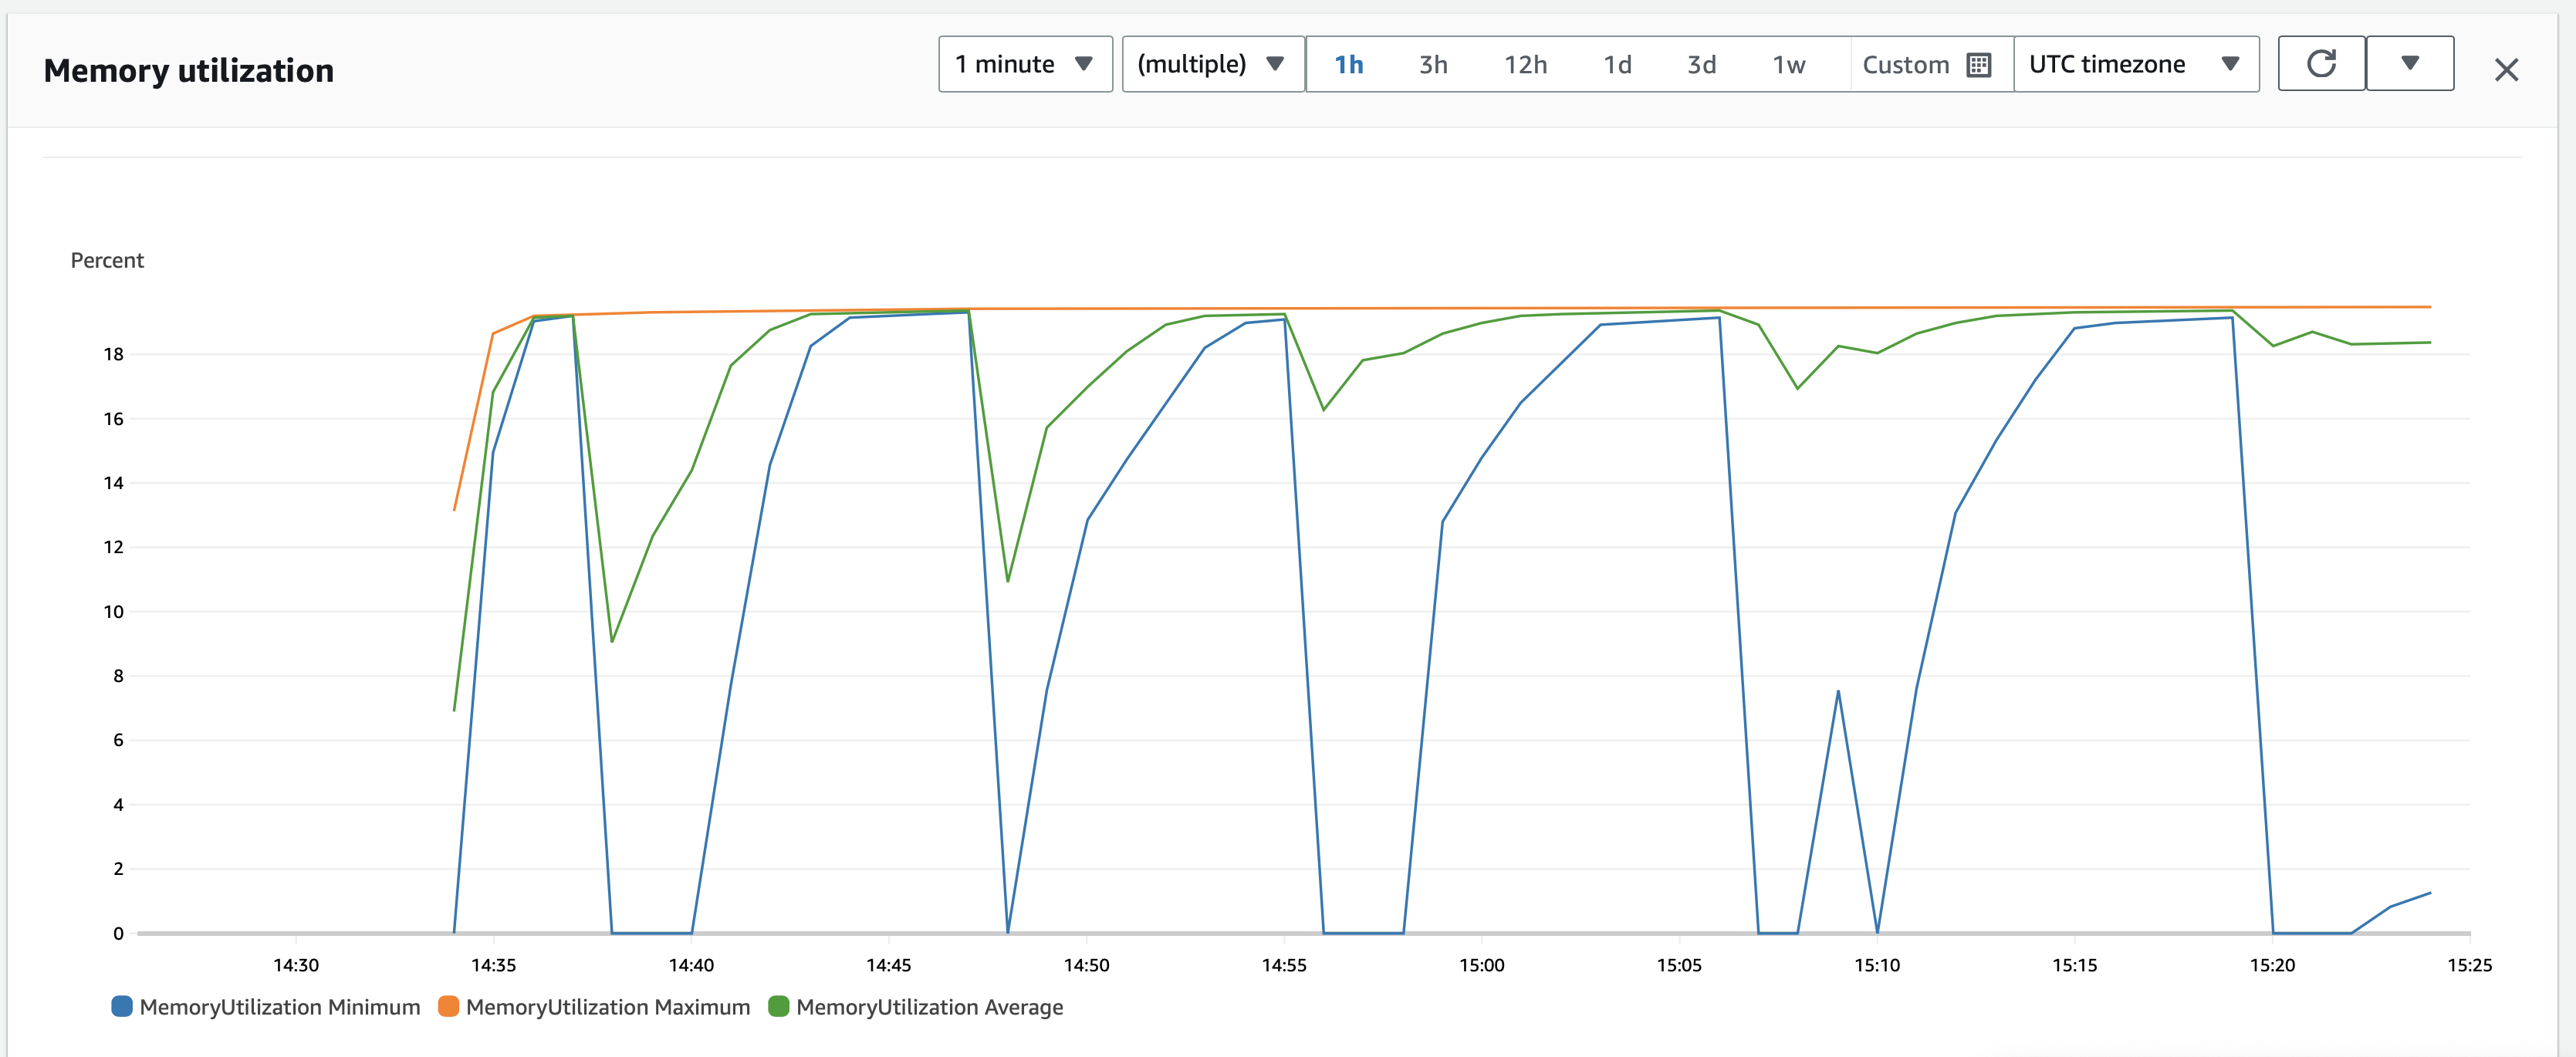 Memory utilization
1 minute (multiple) 1h 3h 12h 1d 3d 1w Custom UTC timezone
Percent
18
16
14
12
10
8
6
4
2
0
14:30 14:35 14:40 14:45 14:50 14:55 15:00 15:05 15:10 15:15 15:20 15:25
MemoryUtilization Minimum MemoryUtilization Maximum MemoryUtilization Average